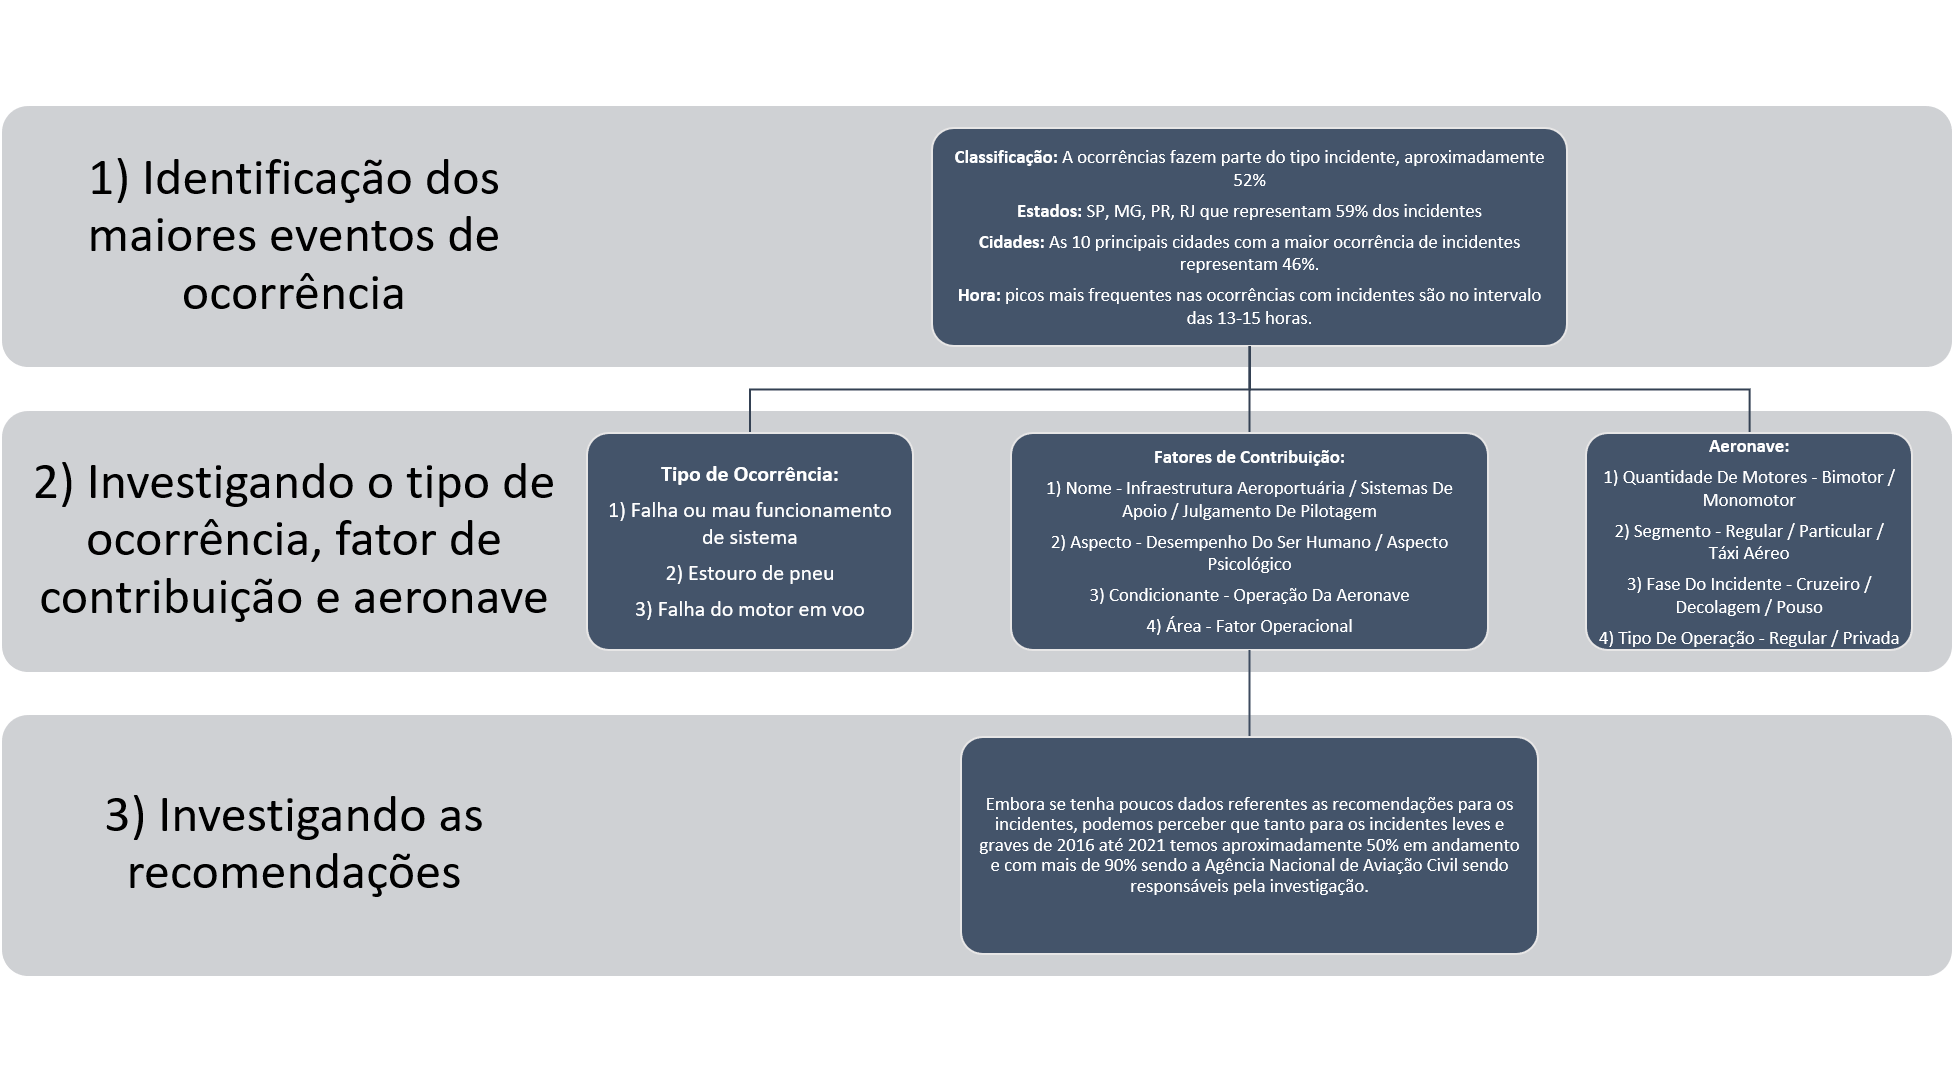 1) Identificação dos
maiores eventos de
ocorrência
Classificação: A ocorrências fazem parte do tipo incidente, aproximadamente
52%
Estados: SP, MG, PR, RJ que representam 59% dos incidentes
Cidades: As 10 principais cidades com a maior ocorrência de incidentes
representam 46%.
Hora: picos mais frequentes nas ocorrências com incidentes são no intervalo
das 13-15 horas.
2) Investigando o tipo de
ocorrência, fator de
contribuição e aeronave
Tipo de Ocorrência:
1) Falha ou mau funcionamento
de sistema
2) Estouro de pneu
3) Falha do motor em voo
Fatores de Contribuição:
1) Nome - Infraestrutura Aeroportuária / Sistemas De
Apoio / Julgamento De Pilotagem
2) Aspecto - Desempenho Do Ser Humano / Aspecto
Psicológico
3) Condicionante - Operação Da Aeronave
4) Área - Fator Operacional
Aeronave:
1) Quantidade De Motores - Bimotor /
Monomotor
2) Segmento - Regular / Particular /
Táxi Aéreo
3) Fase Do Incidente - Cruzeiro /
Decolagem / Pouso
4) Tipo De Operação - Regular / Privada
3) Investigando as
recomendações
Embora se tenha poucos dados referentes as recomendações para os
incidentes, podemos perceber que tanto para os incidentes leves e
graves de 2016 até 2021 temos aproximadamente 50% em andamento
e com mais de 90% sendo a Agência Nacional de Aviação Civil sendo
responsáveis pela investigação.